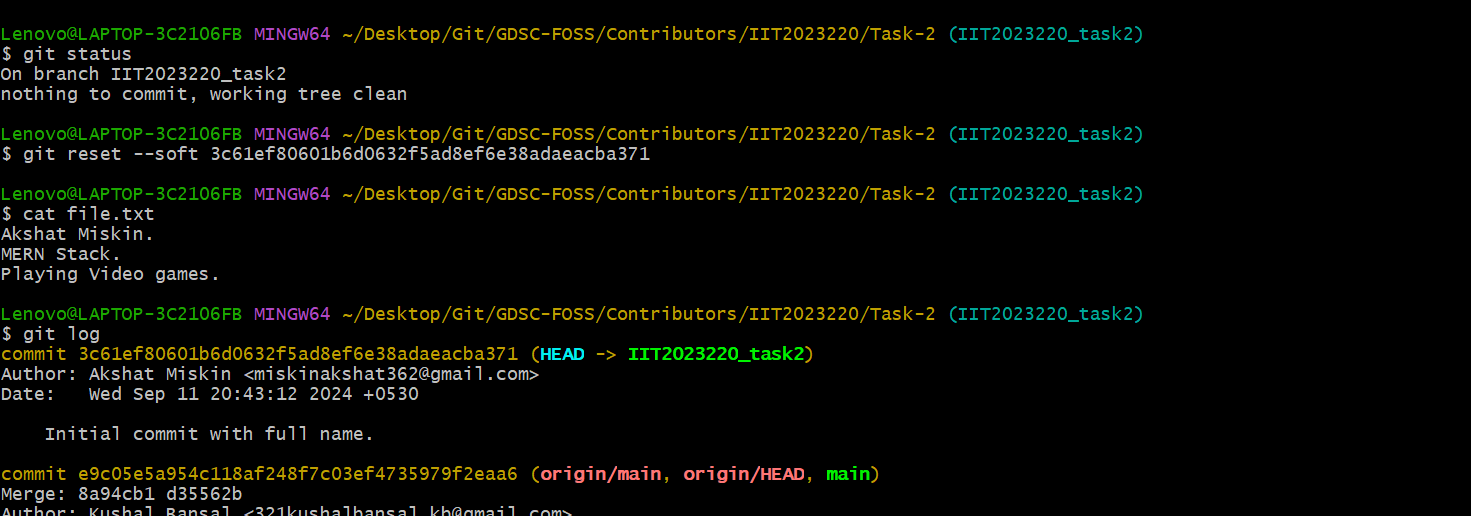 Lenovo@LAPTOP-3C2106FB MINGW64 ~/Desktop/Git/GDSC-FOSS/Contributors/IIT2023220/Task-2 (IIT2023220_task2)
$ git status
On branch IIT2023220_task2
nothing to commit, working tree clean
Lenovo@LAPTOP-3C2106FB MINGW64 ~/Desktop/Git/GDSC-FOSS/Contributors/IIT2023220/Task-2 (IIT2023220_task2)
$ git reset --soft 3c61ef80601b6d0632f5ad8ef6e38adaeacba371
Lenovo@LAPTOP-3C2106FB MINGW64 ~/Desktop/Git/GDSC-FOSS/Contributors/IIT2023220/Task-2 (IIT2023220_task2)
$ cat file.txt
Akshat Miskin.
MERN Stack.
Playing Video games.
Lenovo@LAPTOP-3C2106FB MINGW64 ~/Desktop/Git/GDSC-FOSS/Contributors/IIT2023220/Task-2 (IIT2023220_task2)
$ git log
commit 3c61ef80601b6d0632f5ad8ef6e38adaeacba371 (HEAD -> IIT2023220_task2)
Author: Akshat Miskin <miskinakshat362@gmail.com>
Date:   Wed Sep 11 20:43:12 2024 +0530
    Initial commit with full name.
commit e9c05e5a954c118af248f7c03ef4735979f2eaa6 (origin/main, origin/HEAD, main)
Merge: 8a94cb1 d35562b
Author: Kushal Bansal <321kushalbansal.kb@gmail.com>